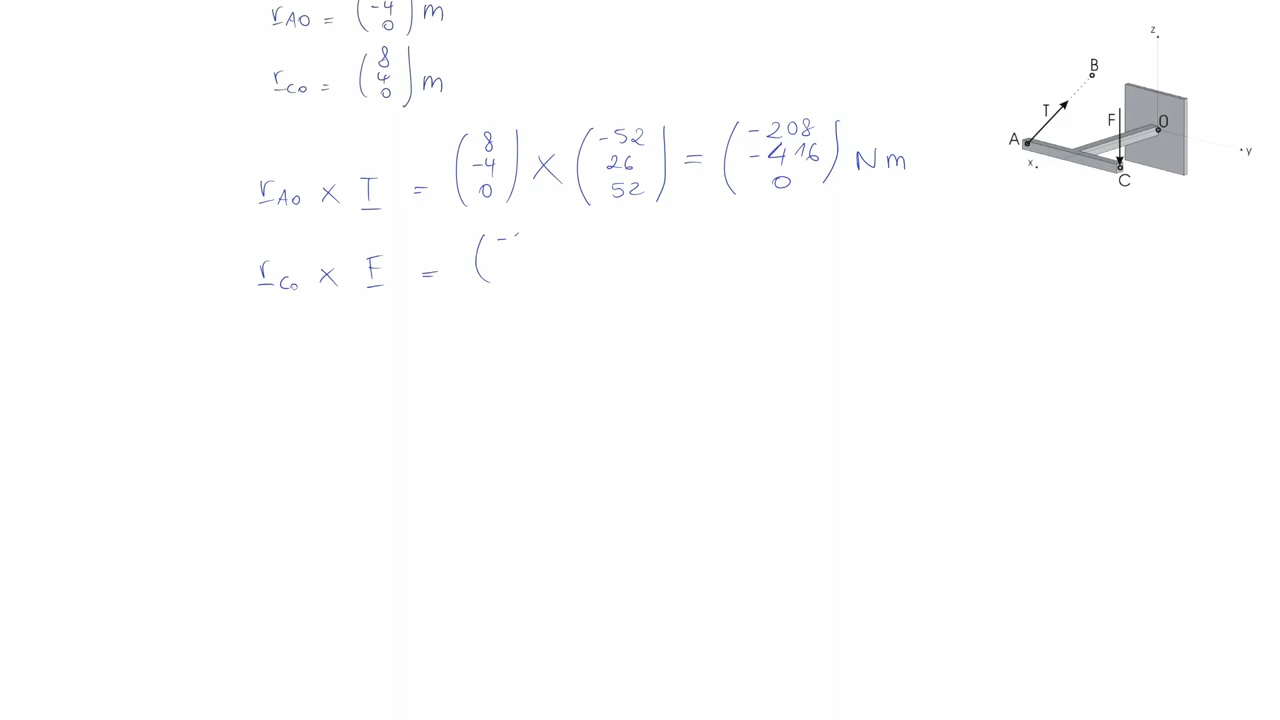 r_AO = (-4 0) m
r_CO = (8 4 0) m
r_AO × T = (8 -4 0) × (-52 26 52) = (-208 -416 0) Nm
r_CO × F = (-
z
B
T
F
O
A
x
y
C